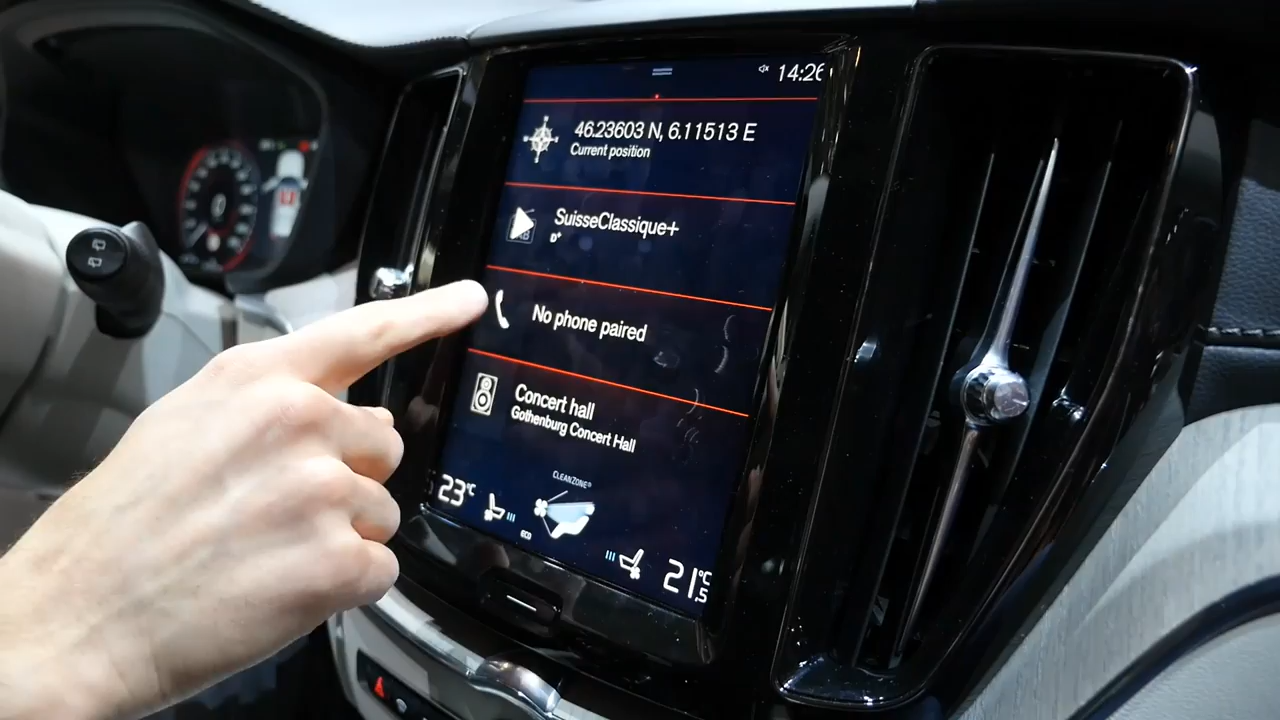 14:26
46.23603 N, 6.11513 E
Current position
SuisseClassique+
D+
No phone paired
Concert hall
Gothenburg Concert Hall
CLEANZONE®
23°C
eco
21,5°C